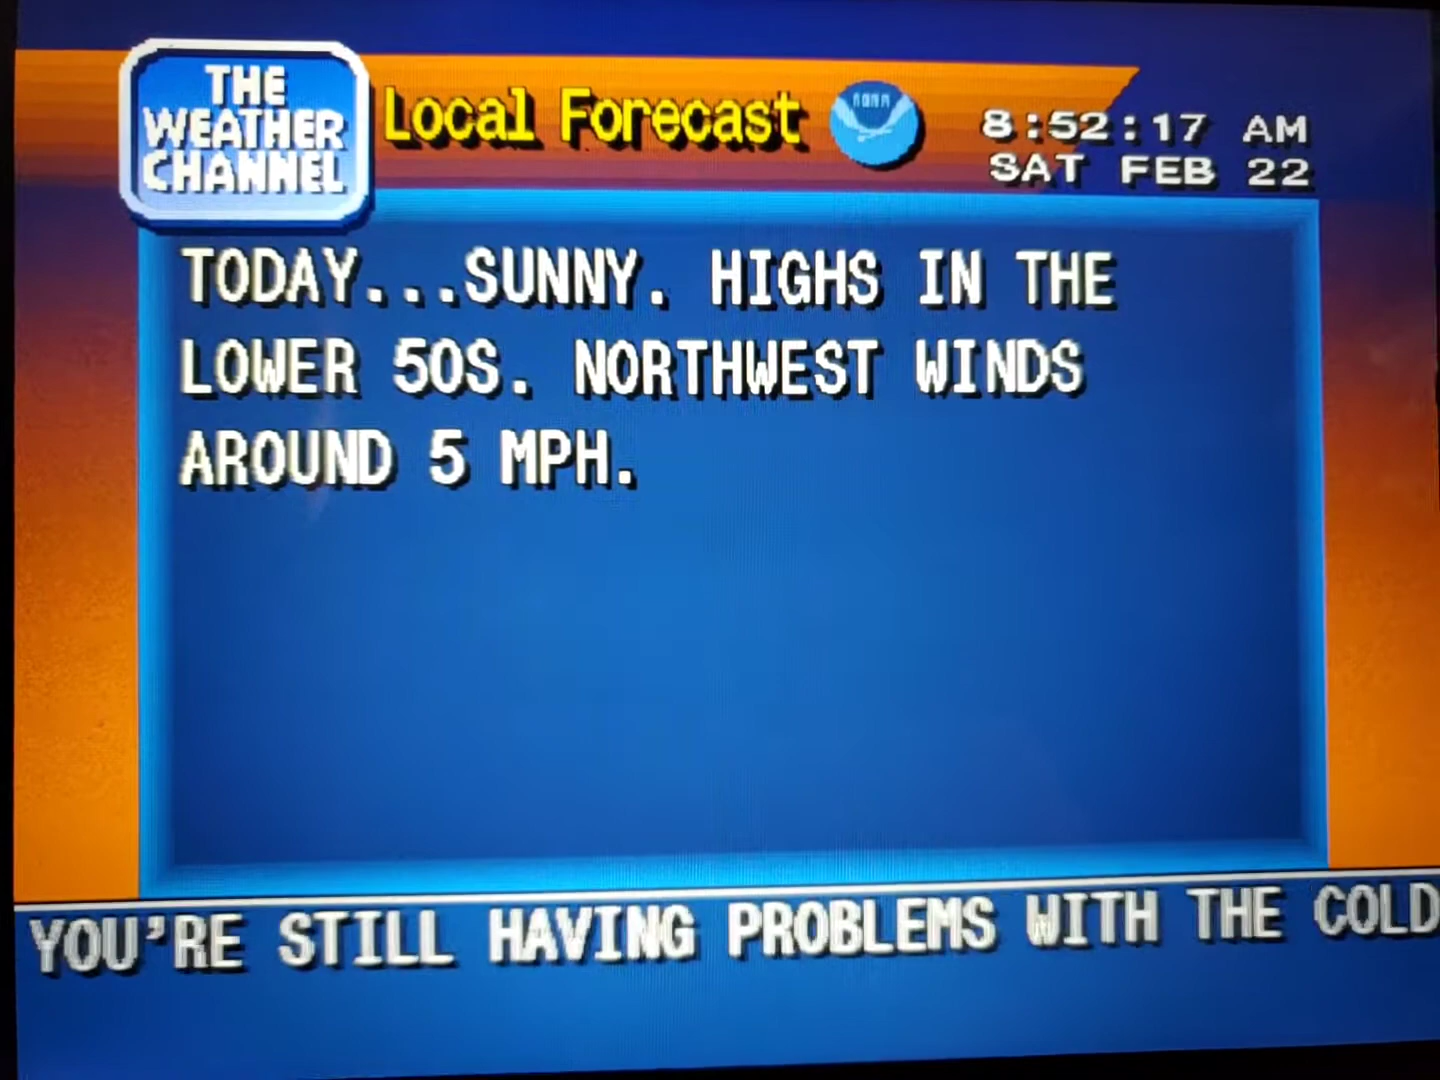 THE
WEATHER
CHANNEL
Local Forecast
NOAA
8:52:17 AM
SAT FEB 22
TODAY...SUNNY. HIGHS IN THE
LOWER 50S. NORTHWEST WINDS
AROUND 5 MPH.
YOU'RE STILL HAVING PROBLEMS WITH THE COLD